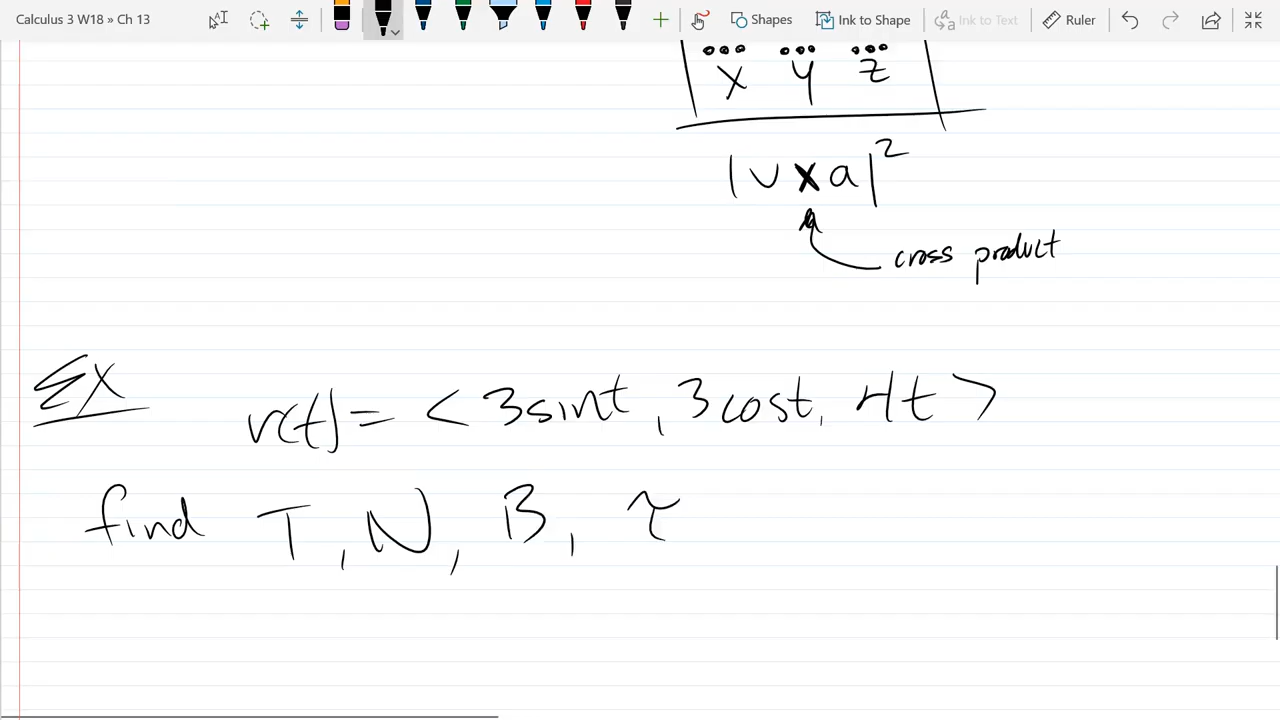 Calculus 3 W18 » Ch 13
Shapes
Ink to Shape
Ink to Text
Ruler
x y z
|v x a|²
cross product
Ex r(t) = < 3sint, 3cost, 4t >
find T, N, B, τ